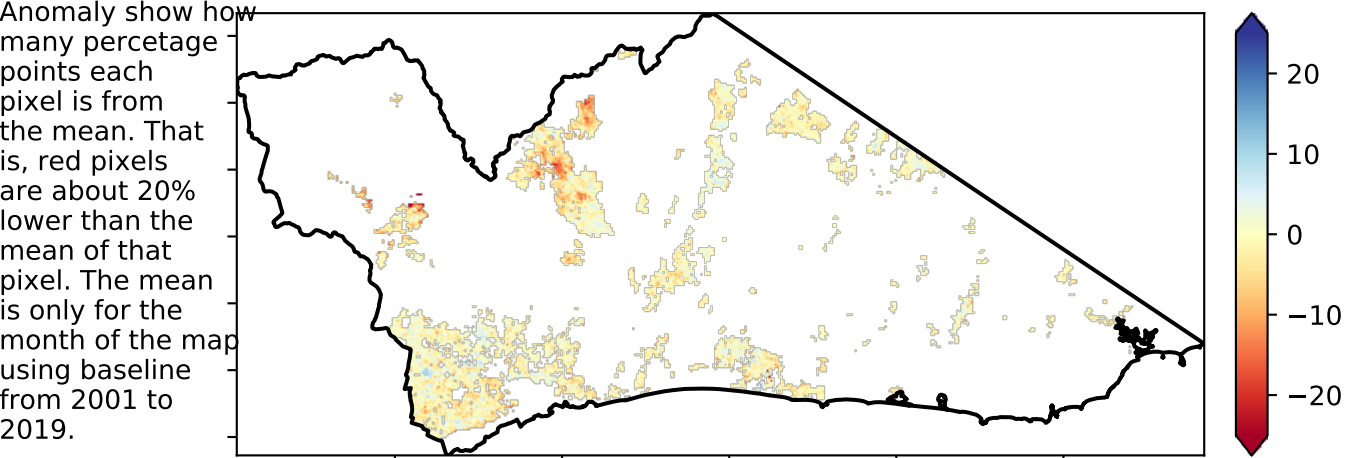 Anomaly show how
many percetage
points each
pixel is from
the mean. That
is, red pixels
are about 20%
lower than the
mean of that
pixel. The mean
is only for the
month of the map
using baseline
from 2001 to
2019.
20
10
0
−10
−20